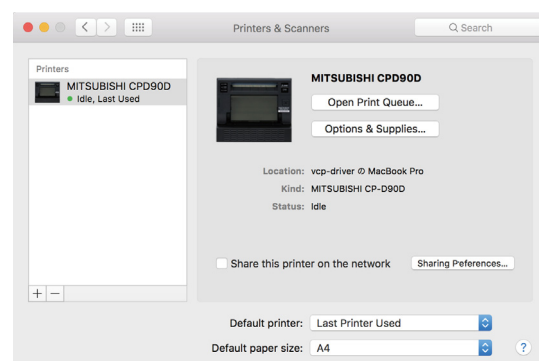 Printers & Scanners
Search
Printers
MITSUBISHI CPD90D
Idle, Last Used
MITSUBISHI CPD90D
Open Print Queue...
Options & Supplies...
Location: vcp-driver の MacBook Pro
Kind: MITSUBISHI CP-D90D
Status: Idle
Share this printer on the network
Sharing Preferences...
+ −
Default printer: Last Printer Used
Default paper size: A4
?